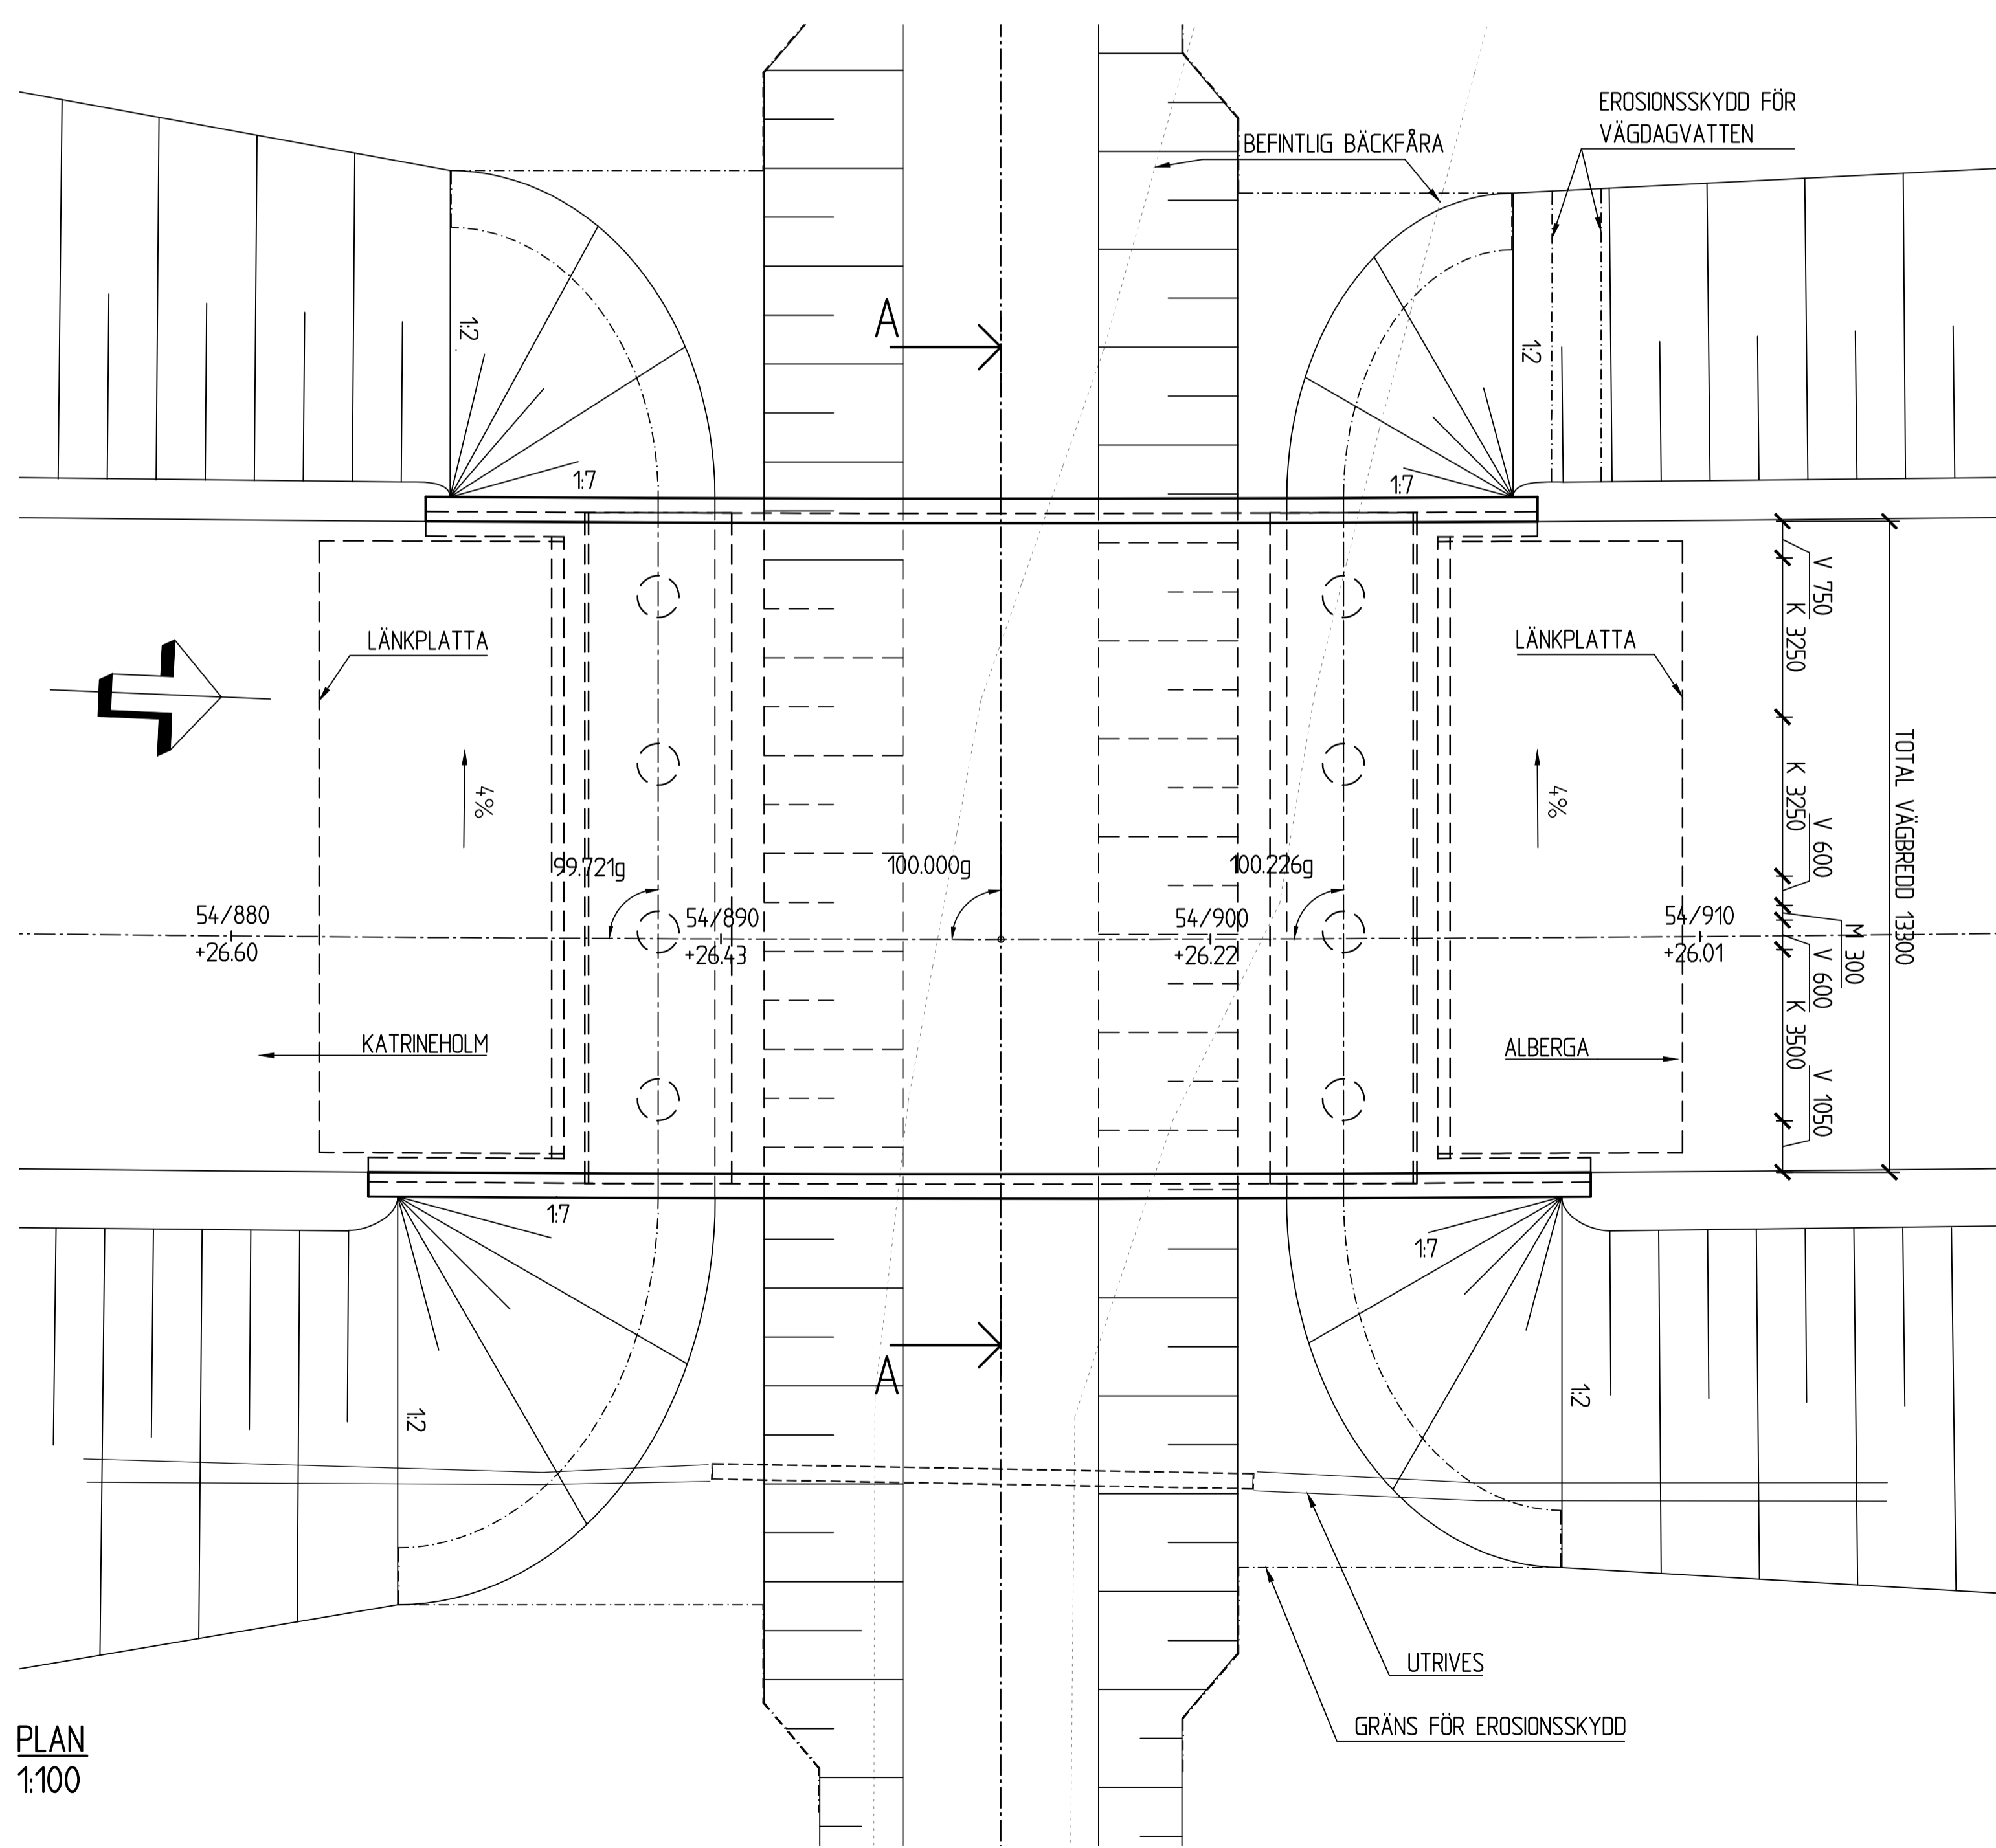 EROSIONSSKYDD FÖR
VÄGDAGVATTEN
BEFINTLIG BÄCKFÅRA
A
1:2
1:2
1:7
1:7
LÄNKPLATTA
LÄNKPLATTA
V 750
K 3250
K 3250
V 600
M 300
V 600
K 3500
V 1050
TOTAL VÄGBREDD 13300
4%
4%
99.721g
100.000g
100.226g
54/880
+26.60
54/890
+26.43
54/900
+26.22
54/910
+26.01
KATRINEHOLM
ALBERGA
1:7
1:7
A
1:2
1:2
UTRIVES
GRÄNS FÖR EROSIONSSKYDD
PLAN
1:100